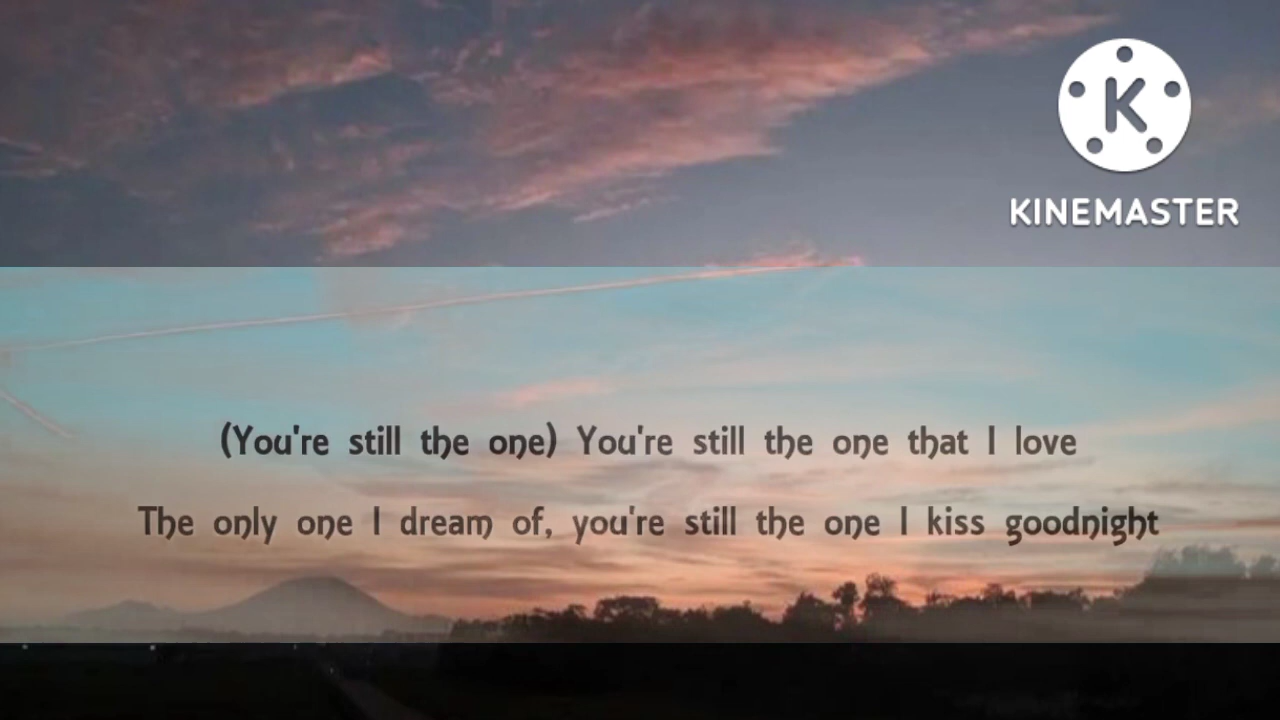 K
KINEMASTER
(You're still the one) You're still the one that I love
The only one I dream of, you're still the one I kiss goodnight